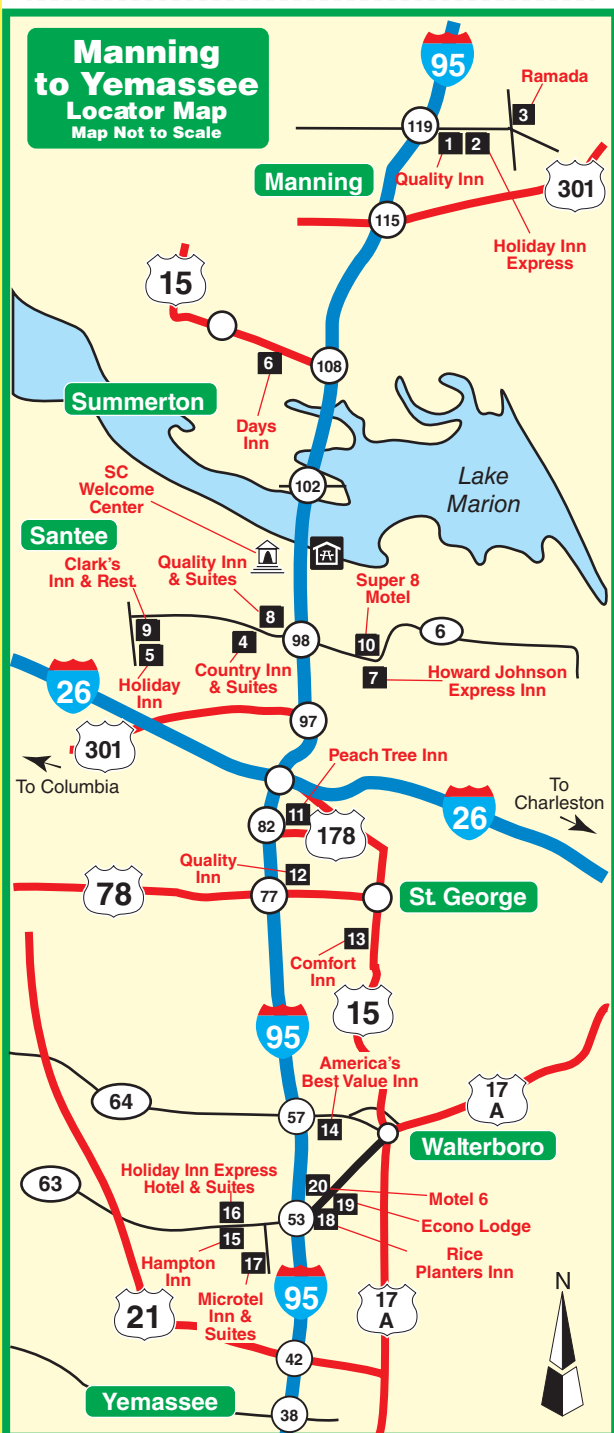 Manning
to Yemassee
Locator Map
Map Not to Scale
95
Ramada
3
119
1
2
Manning
Quality Inn
301
115
Holiday Inn
Express
15
6
108
Summerton
Days
Inn
SC
Welcome
Center
102
Lake
Marion
Santee
Clark's
Inn & Rest.
Quality Inn
& Suites
Super 8
Motel
8
9
4
98
10
6
5
Country Inn
& Suites
7
Howard Johnson
Express Inn
Holiday
Inn
26
97
301
Peach Tree Inn
To Columbia
To
Charleston
11
26
82
178
Quality
Inn
12
78
77
St. George
13
Comfort
Inn
15
95
America's
Best Value Inn
17
A
64
57
14
Walterboro
Holiday Inn Express
Hotel & Suites
63
20
Motel 6
16
19
53
18
Econo Lodge
15
Hampton
Inn
17
Rice
Planters Inn
95
Microtel
Inn &
Suites
21
17
A
N
42
Yemassee
38